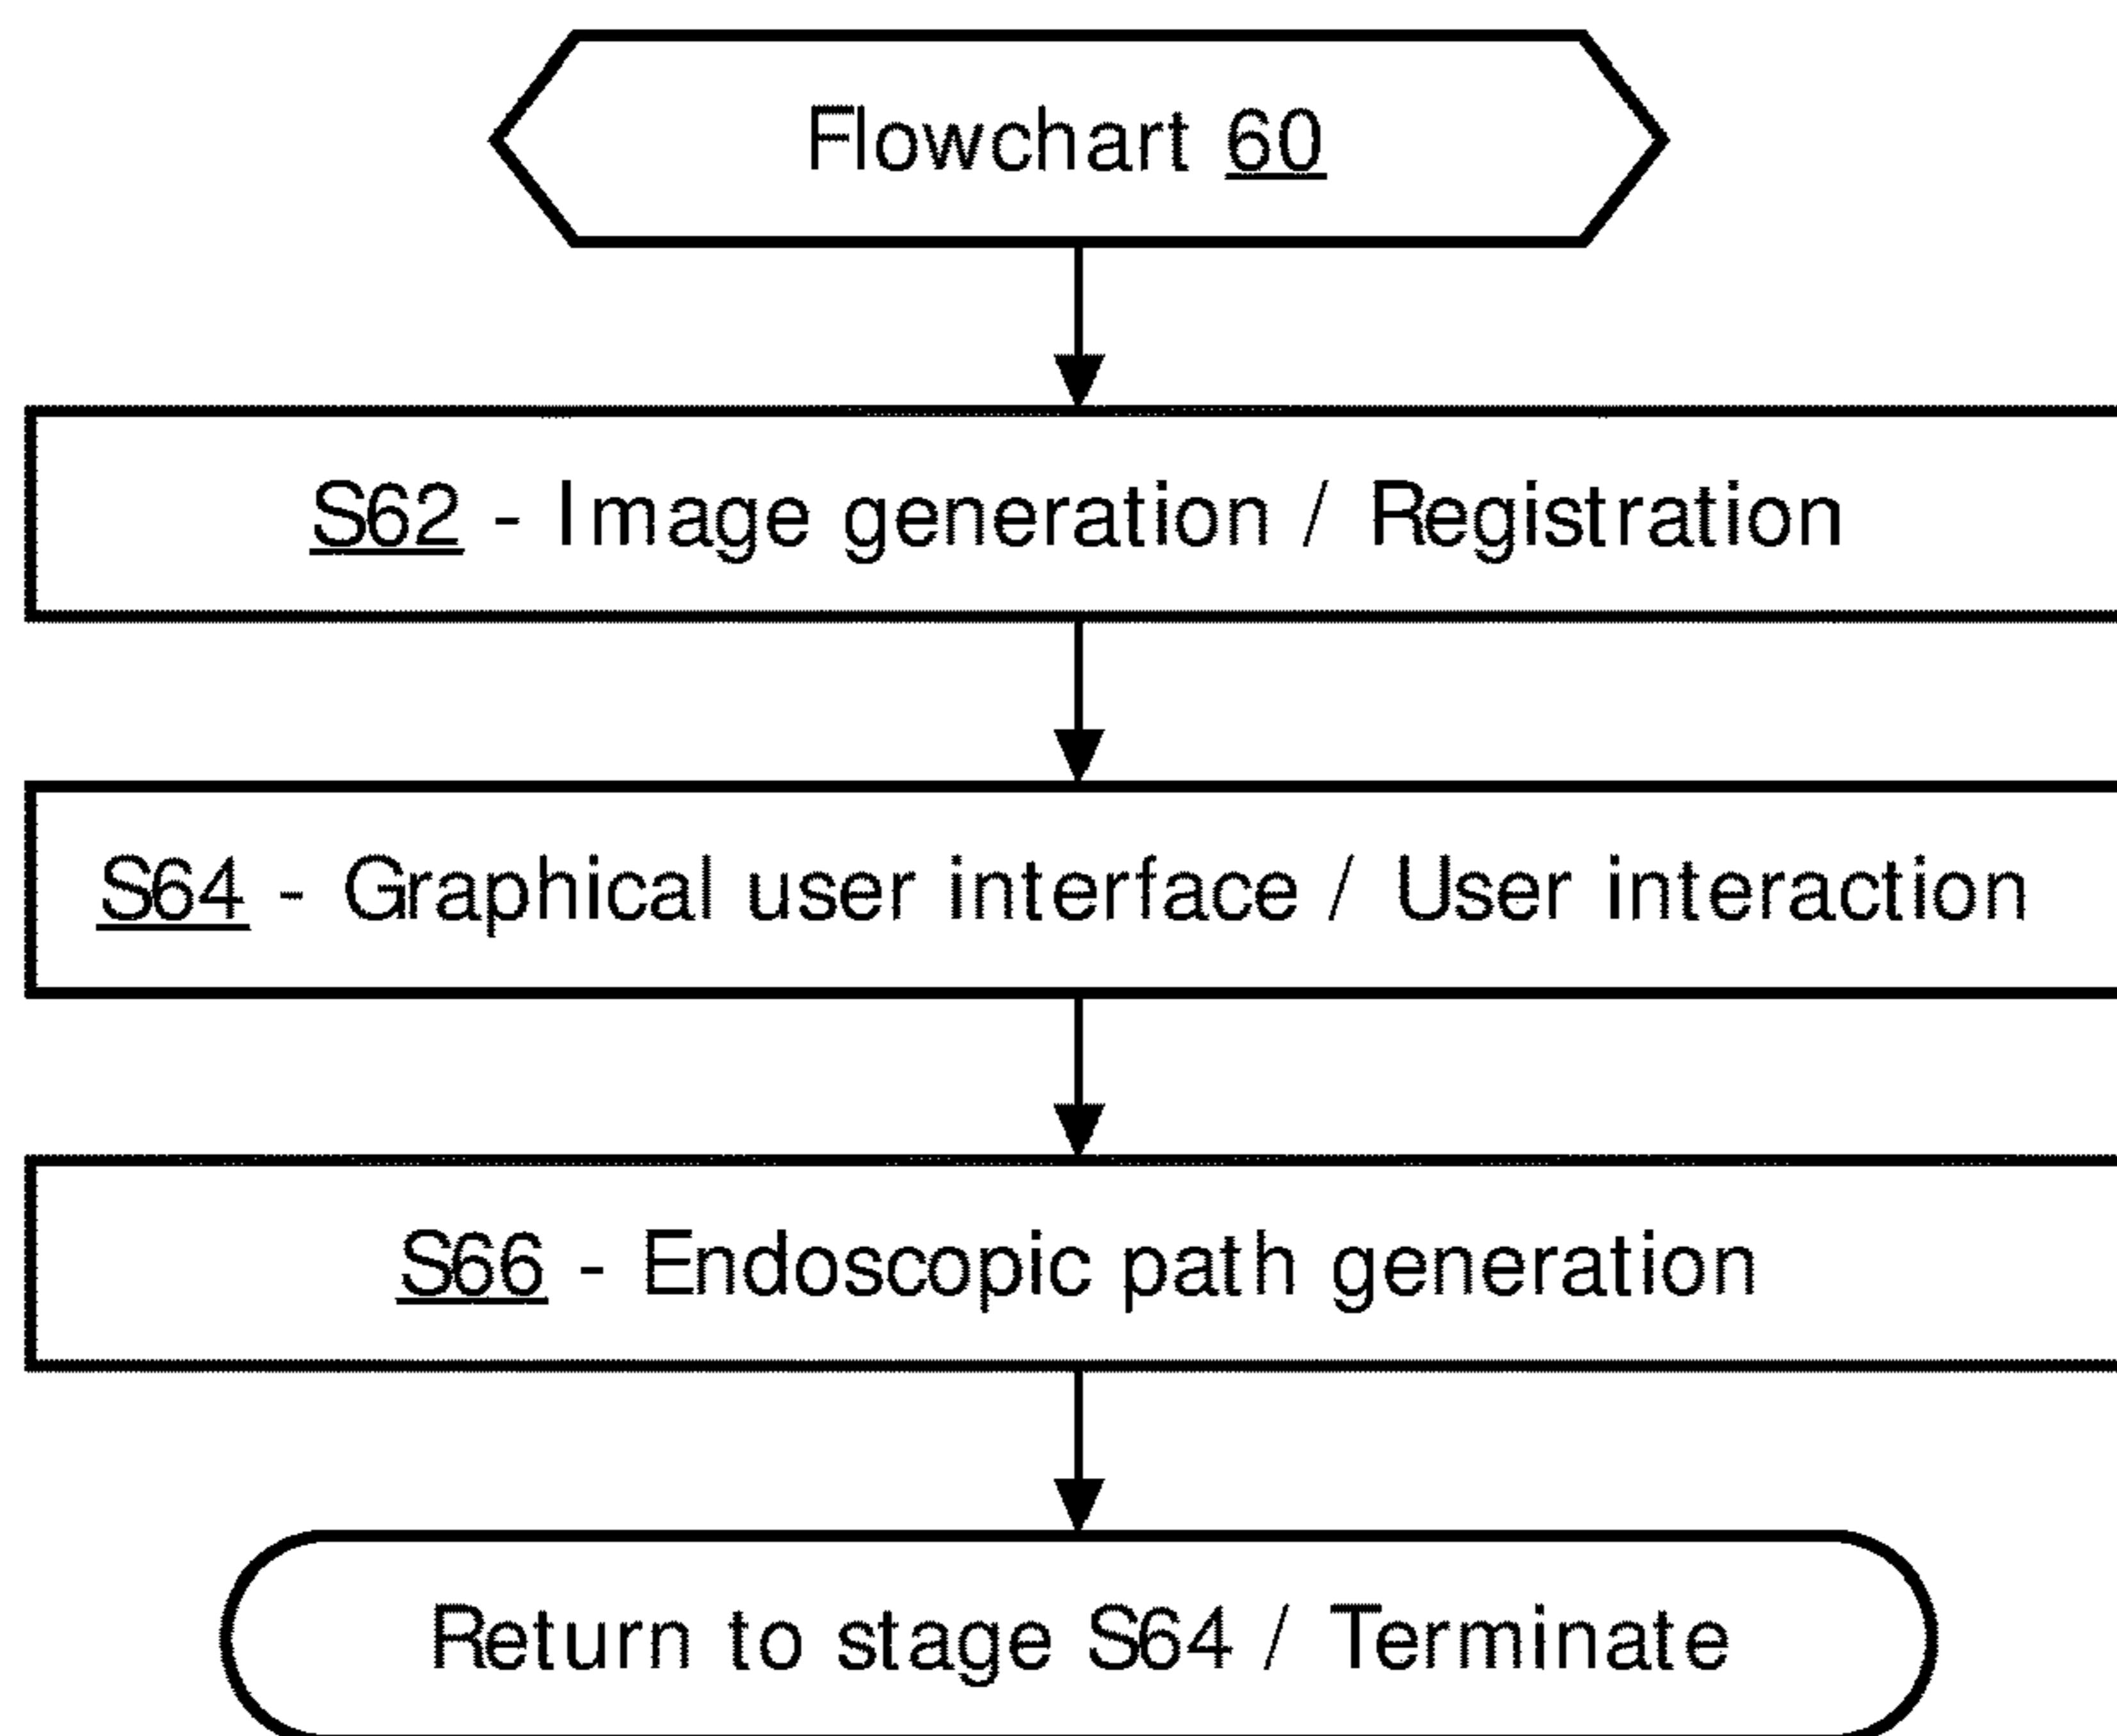 Flowchart 60
S62 - Image generation / Registration
S64 - Graphical user interface / User interaction
S66 - Endoscopic path generation
Return to stage S64 / Terminate